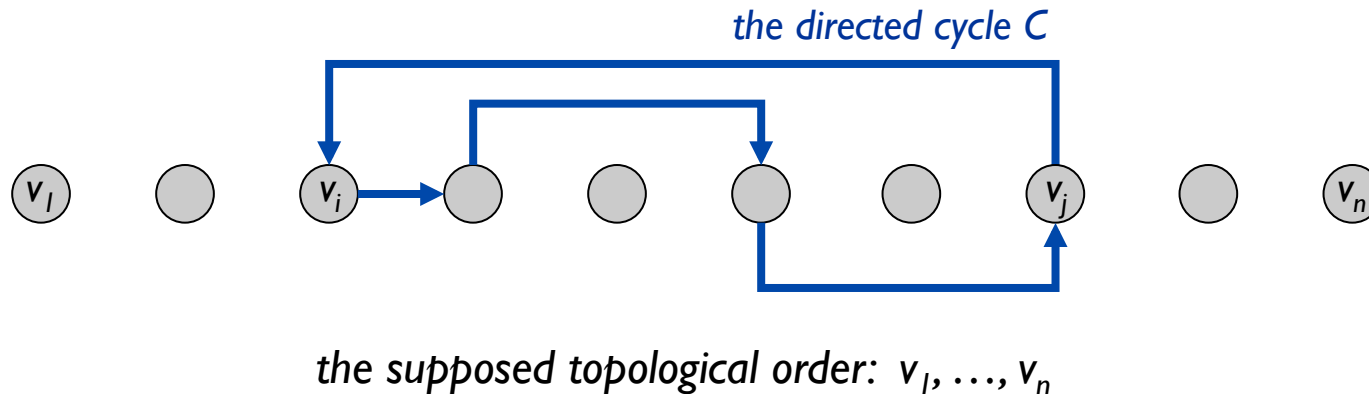 the directed cycle C
v₁ vᵢ vⱼ vₙ
the supposed topological order: v₁, …, vₙ